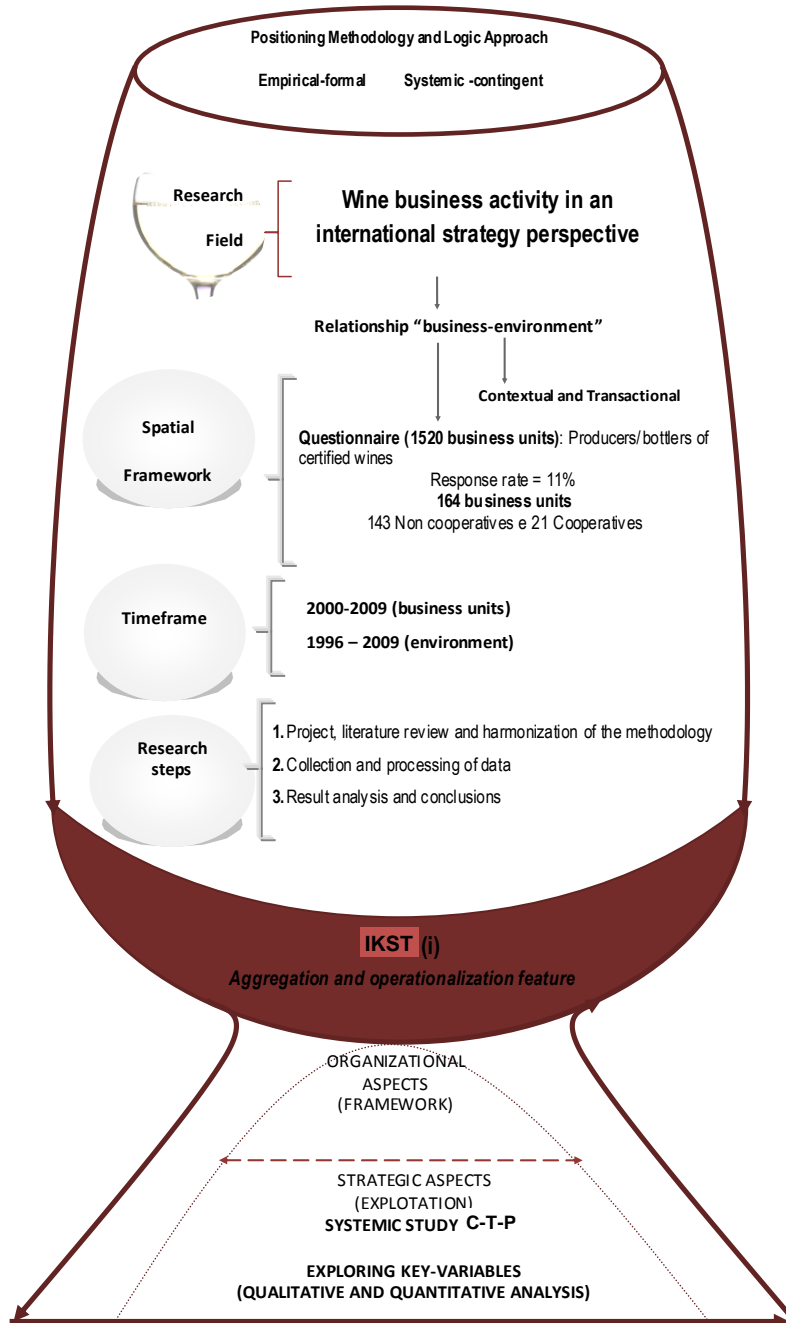 Positioning Methodology and Logic Approach
Empirical-formal Systemic -contingent
Research
Field
Wine business activity in an
international strategy perspective
Relationship “business-environment”
Contextual and Transactional
Spatial
Framework
Questionnaire (1520 business units): Producers/bottlers of
certified wines
Response rate = 11%
164 business units
143 Non cooperatives e 21 Cooperatives
Timeframe
2000-2009 (business units)
1996 – 2009 (environment)
Research
steps
1. Project, literature review and harmonization of the methodology
2. Collection and processing of data
3. Result analysis and conclusions
IKST (i)
Aggregation and operationalization feature
ORGANIZATIONAL
ASPECTS
(FRAMEWORK)
STRATEGIC ASPECTS
(EXPLOTATION)
SYSTEMIC STUDY C-T-P
EXPLORING KEY-VARIABLES
(QUALITATIVE AND QUANTITATIVE ANALYSIS)